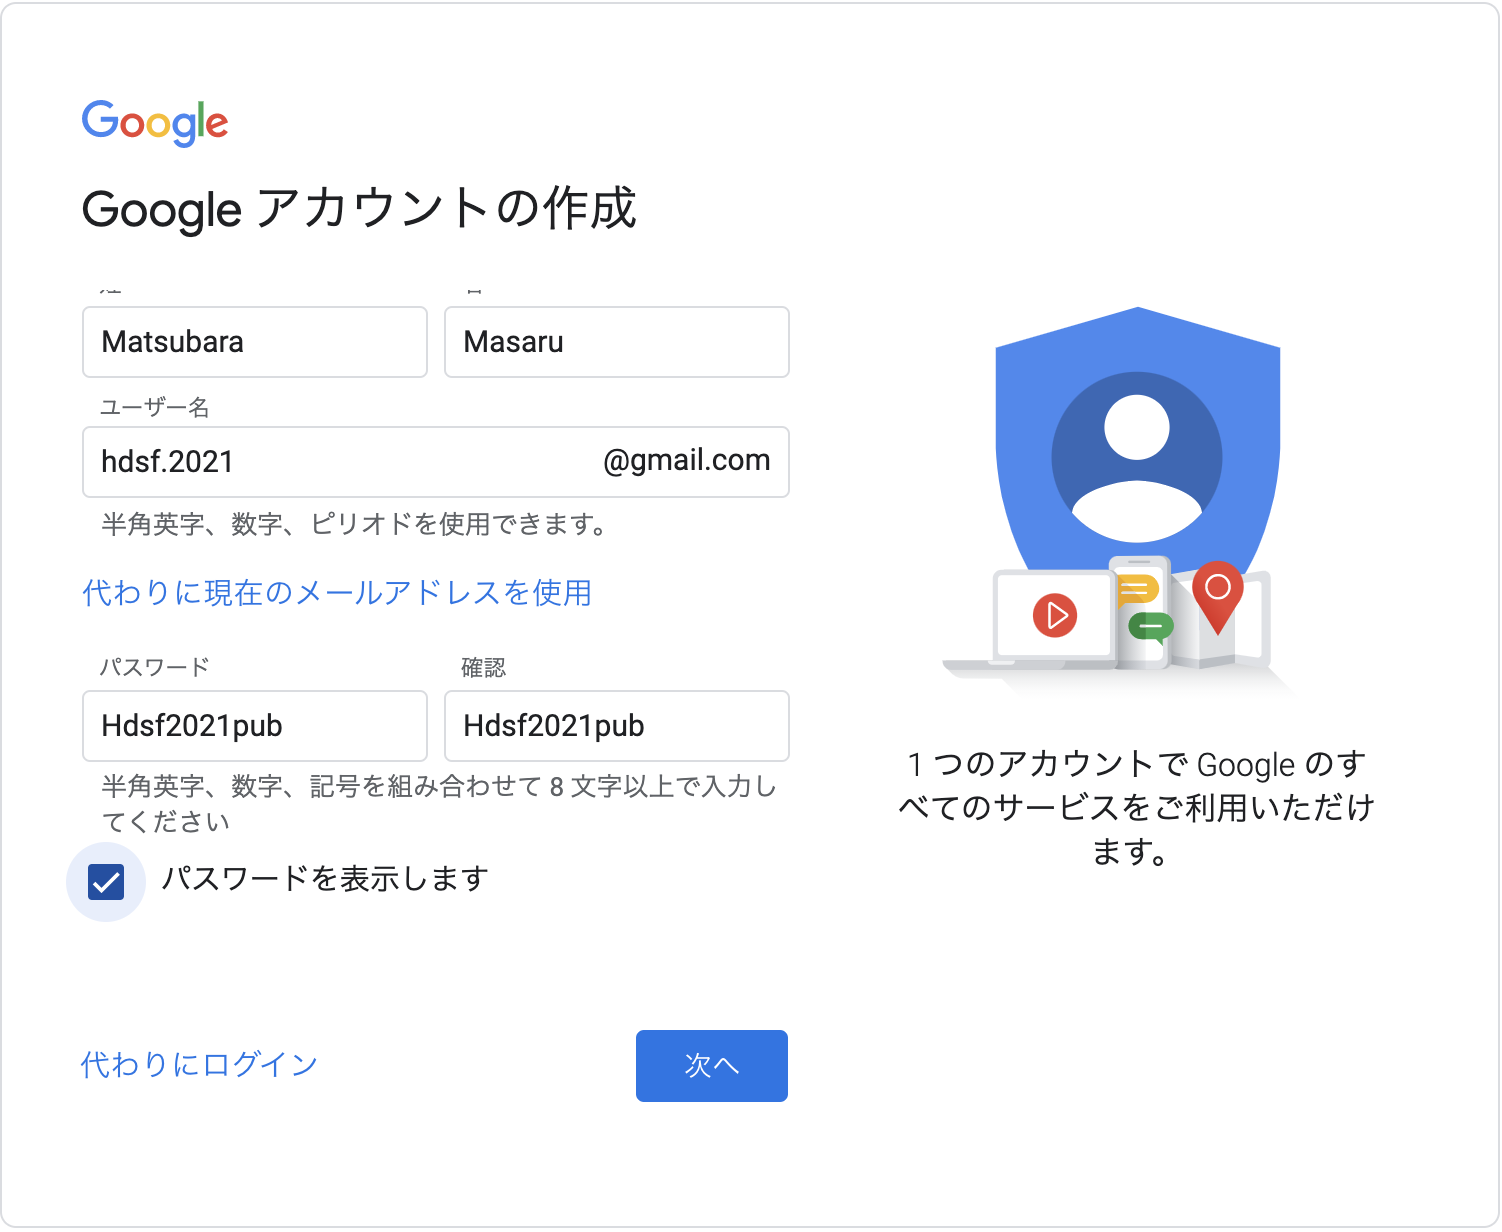 Google
Google アカウントの作成
Matsubara
Masaru
ユーザー名
hdsf.2021
@gmail.com
半角英字、数字、ピリオドを使用できます。
代わりに現在のメールアドレスを使用
パスワード
確認
Hdsf2021pub
Hdsf2021pub
半角英字、数字、記号を組み合わせて 8 文字以上で入力し
てください
パスワードを表示します
代わりにログイン
次へ
1 つのアカウントで Google のす
べてのサービスをご利用いただけ
ます。